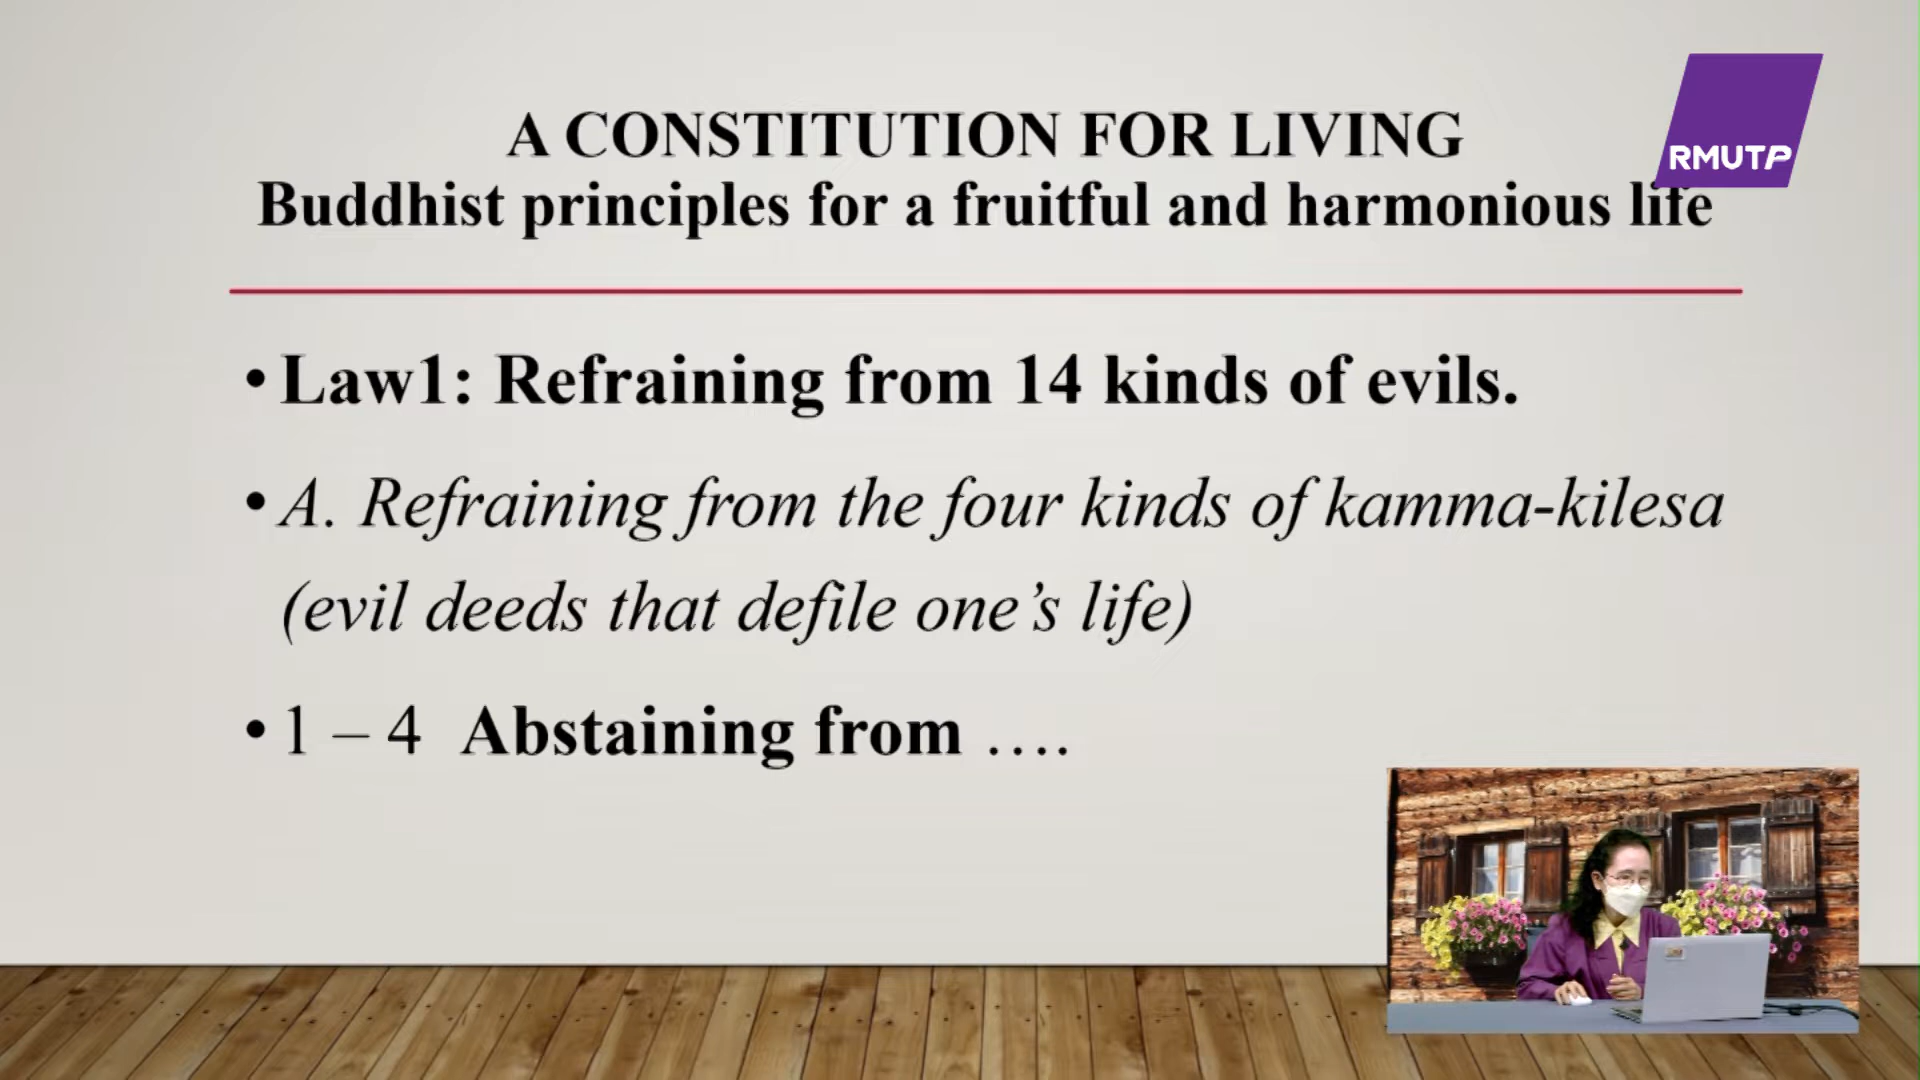 A CONSTITUTION FOR LIVING
RMUTP
Buddhist principles for a fruitful and harmonious life
• Law1: Refraining from 14 kinds of evils.
• A. Refraining from the four kinds of kamma-kilesa
(evil deeds that defile one’s life)
• 1 – 4 Abstaining from ….